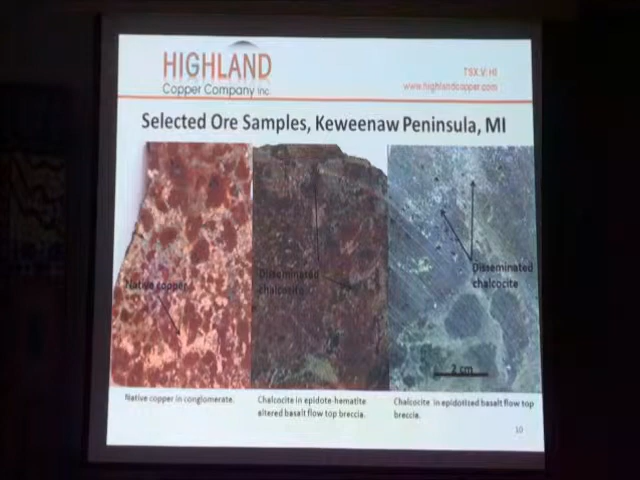 HIGHLAND
Copper Company Inc.
TSX.V: HI
www.highlandcopper.com
Selected Ore Samples, Keweenaw Peninsula, MI
Native copper
Disseminated
chalcocite
Disseminated
chalcocite
2 cm
Native copper in conglomerate.
Chalcocite in epidote-hematite
altered basalt flow top breccia.
Chalcocite in epidotized basalt flow top
breccia.
10